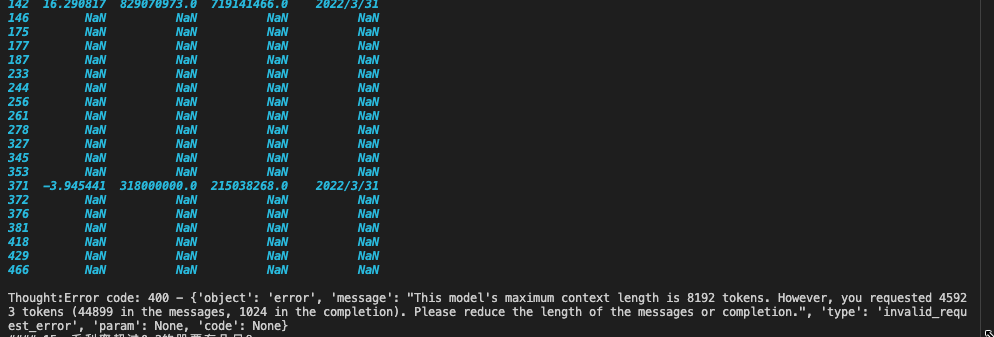 142 16.290817 829070973.0 719141466.0 2022/3/31
146 NaN NaN NaN NaN
175 NaN NaN NaN NaN
177 NaN NaN NaN NaN
187 NaN NaN NaN NaN
233 NaN NaN NaN NaN
244 NaN NaN NaN NaN
256 NaN NaN NaN NaN
261 NaN NaN NaN NaN
278 NaN NaN NaN NaN
327 NaN NaN NaN NaN
345 NaN NaN NaN NaN
353 NaN NaN NaN NaN
371 -3.945441 318000000.0 215038268.0 2022/3/31
372 NaN NaN NaN NaN
376 NaN NaN NaN NaN
381 NaN NaN NaN NaN
418 NaN NaN NaN NaN
429 NaN NaN NaN NaN
466 NaN NaN NaN NaN
Thought:Error code: 400 - {'object': 'error', 'message': "This model's maximum context length is 8192 tokens. However, you requested 4592
3 tokens (44899 in the messages, 1024 in the completion). Please reduce the length of the messages or completion.", 'type': 'invalid_requ
est_error', 'param': None, 'code': None}